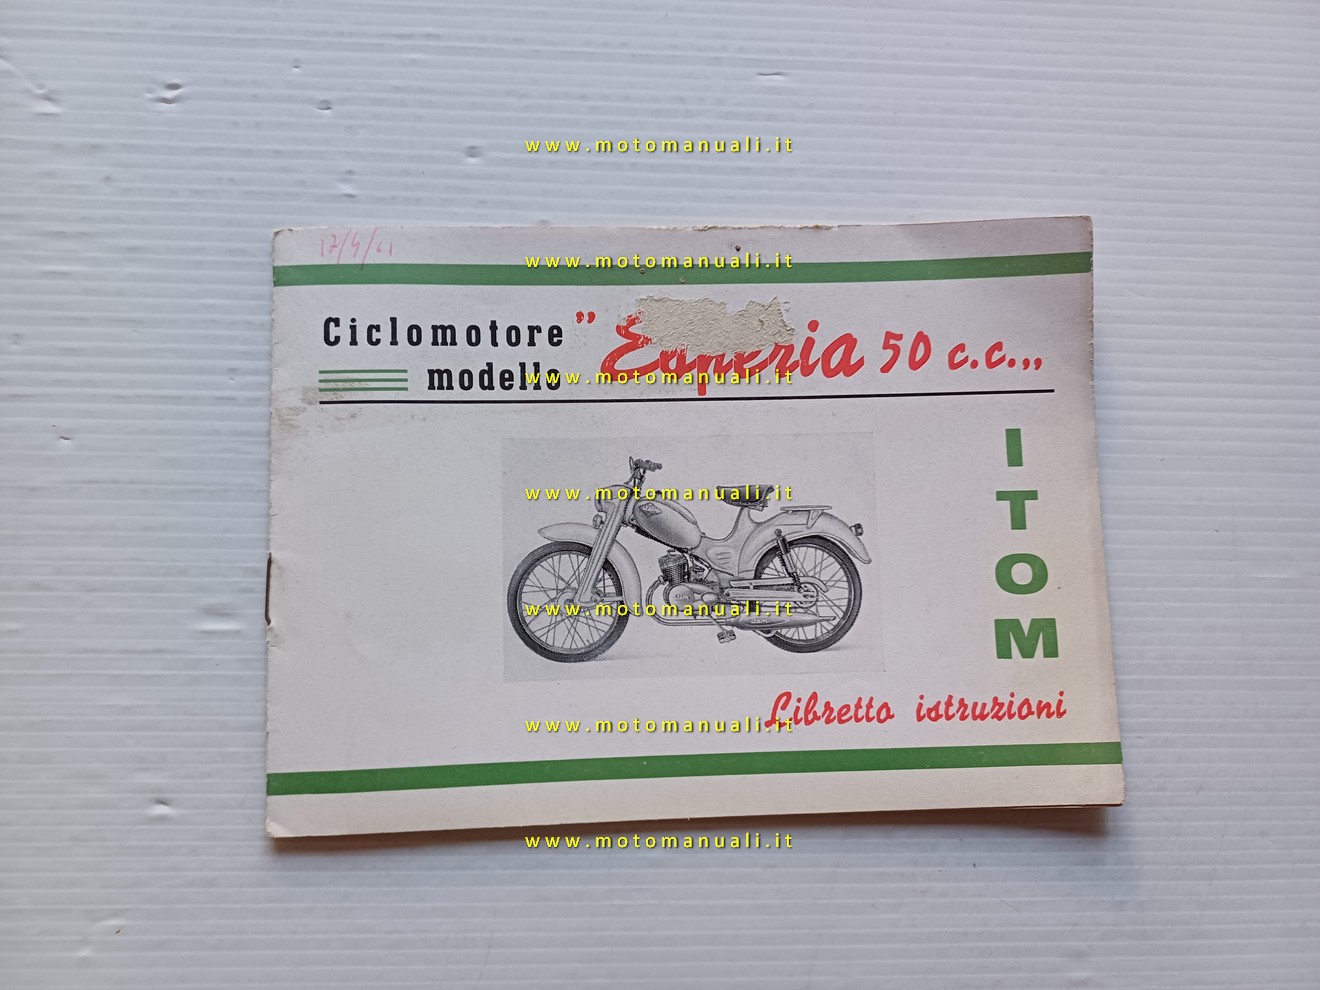 www.motomanuali.it
17/4/61
www.motomanuali.it
Ciclomotore
modello
" Esperia 50 c.c.„
www.motomanuali.it
I
T
O
M
www.motomanuali.it
www.motomanuali.it
Libretto istruzioni
www.motomanuali.it
www.motomanuali.it